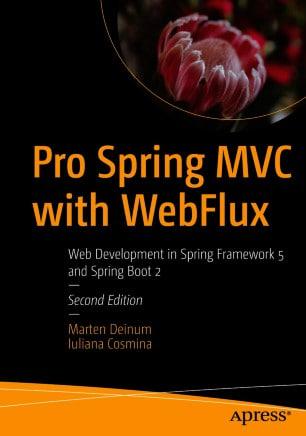 Pro Spring MVC
with WebFlux
Web Development in Spring Framework 5
and Spring Boot 2
—
Second Edition
—
Marten Deinum
Iuliana Cosmina
Apress®